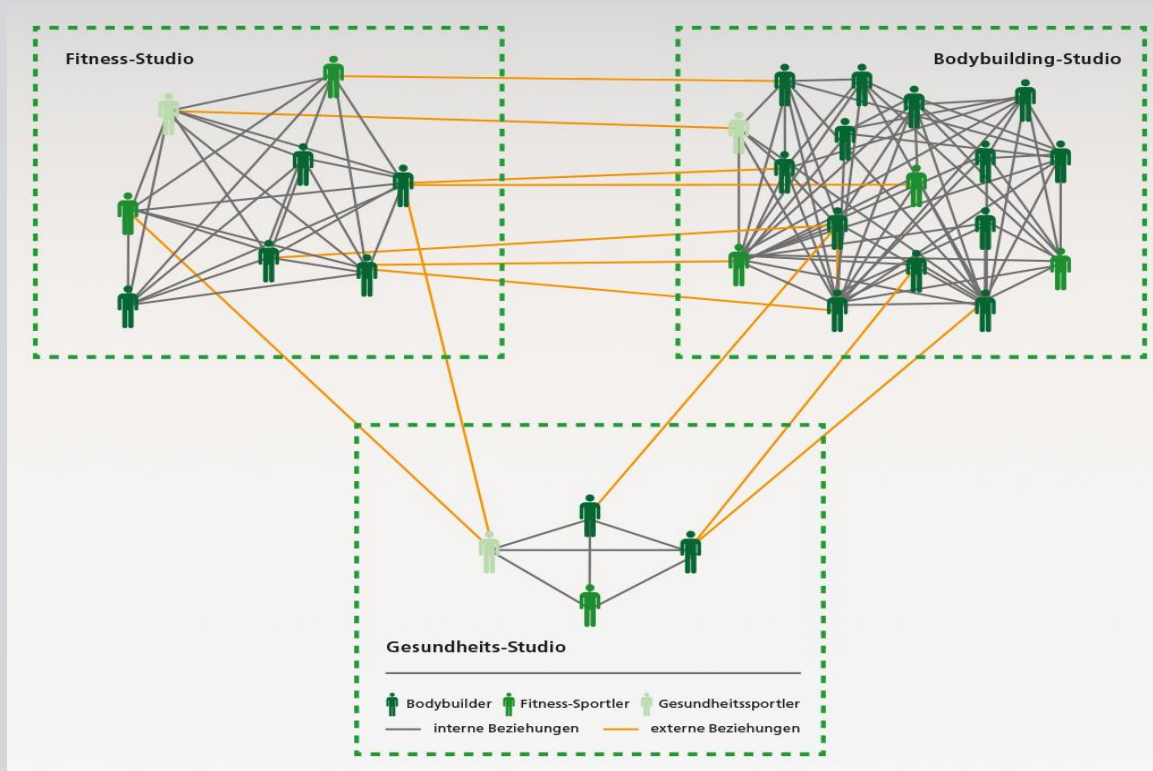 Fitness-Studio
Bodybuilding-Studio
Gesundheits-Studio
Bodybuilder Fitness-Sportler Gesundheitssportler
interne Beziehungen externe Beziehungen